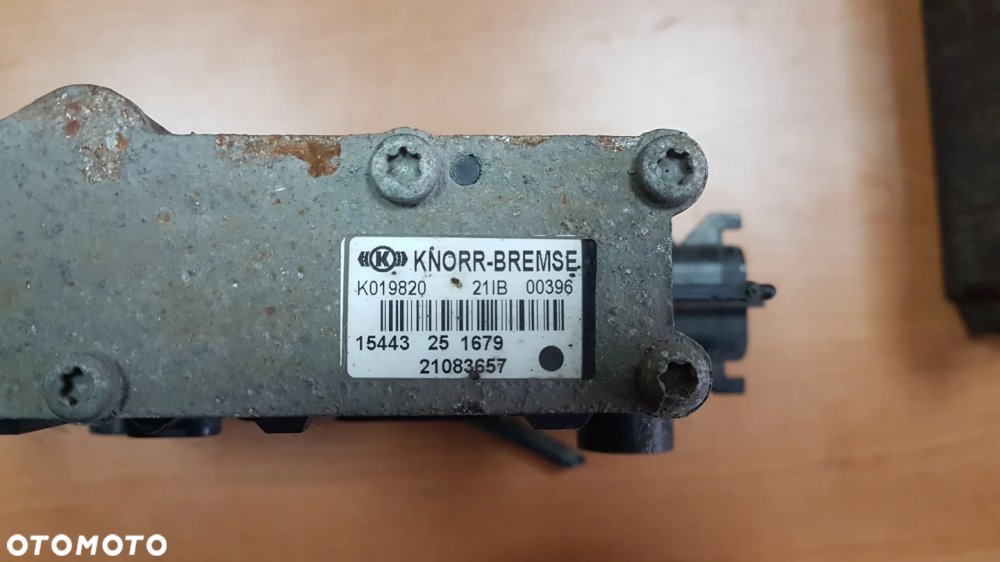 K KNORR-BREMSE
K019820 21IB 00396
15443 25 1679
21083657
OTOMOTO